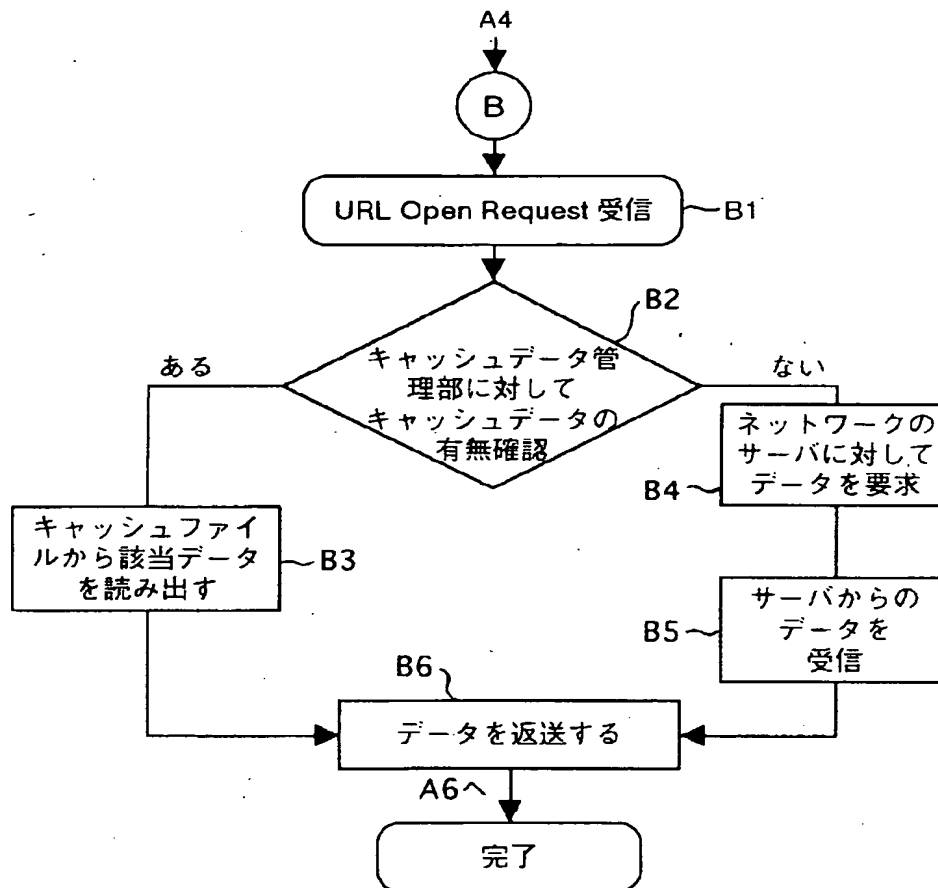 A4
B
URL Open Request 受信
B1
B2
キャッシュデータ管
理部に対して
キャッシュデータの
有無確認
ある
ない
ネットワークの
サーバに対して
データを要求
B4
キャッシュファイ
ルから該当データ
を読み出す
B3
サーバからの
データを
受信
B5
B6
データを返送する
A6へ
完了